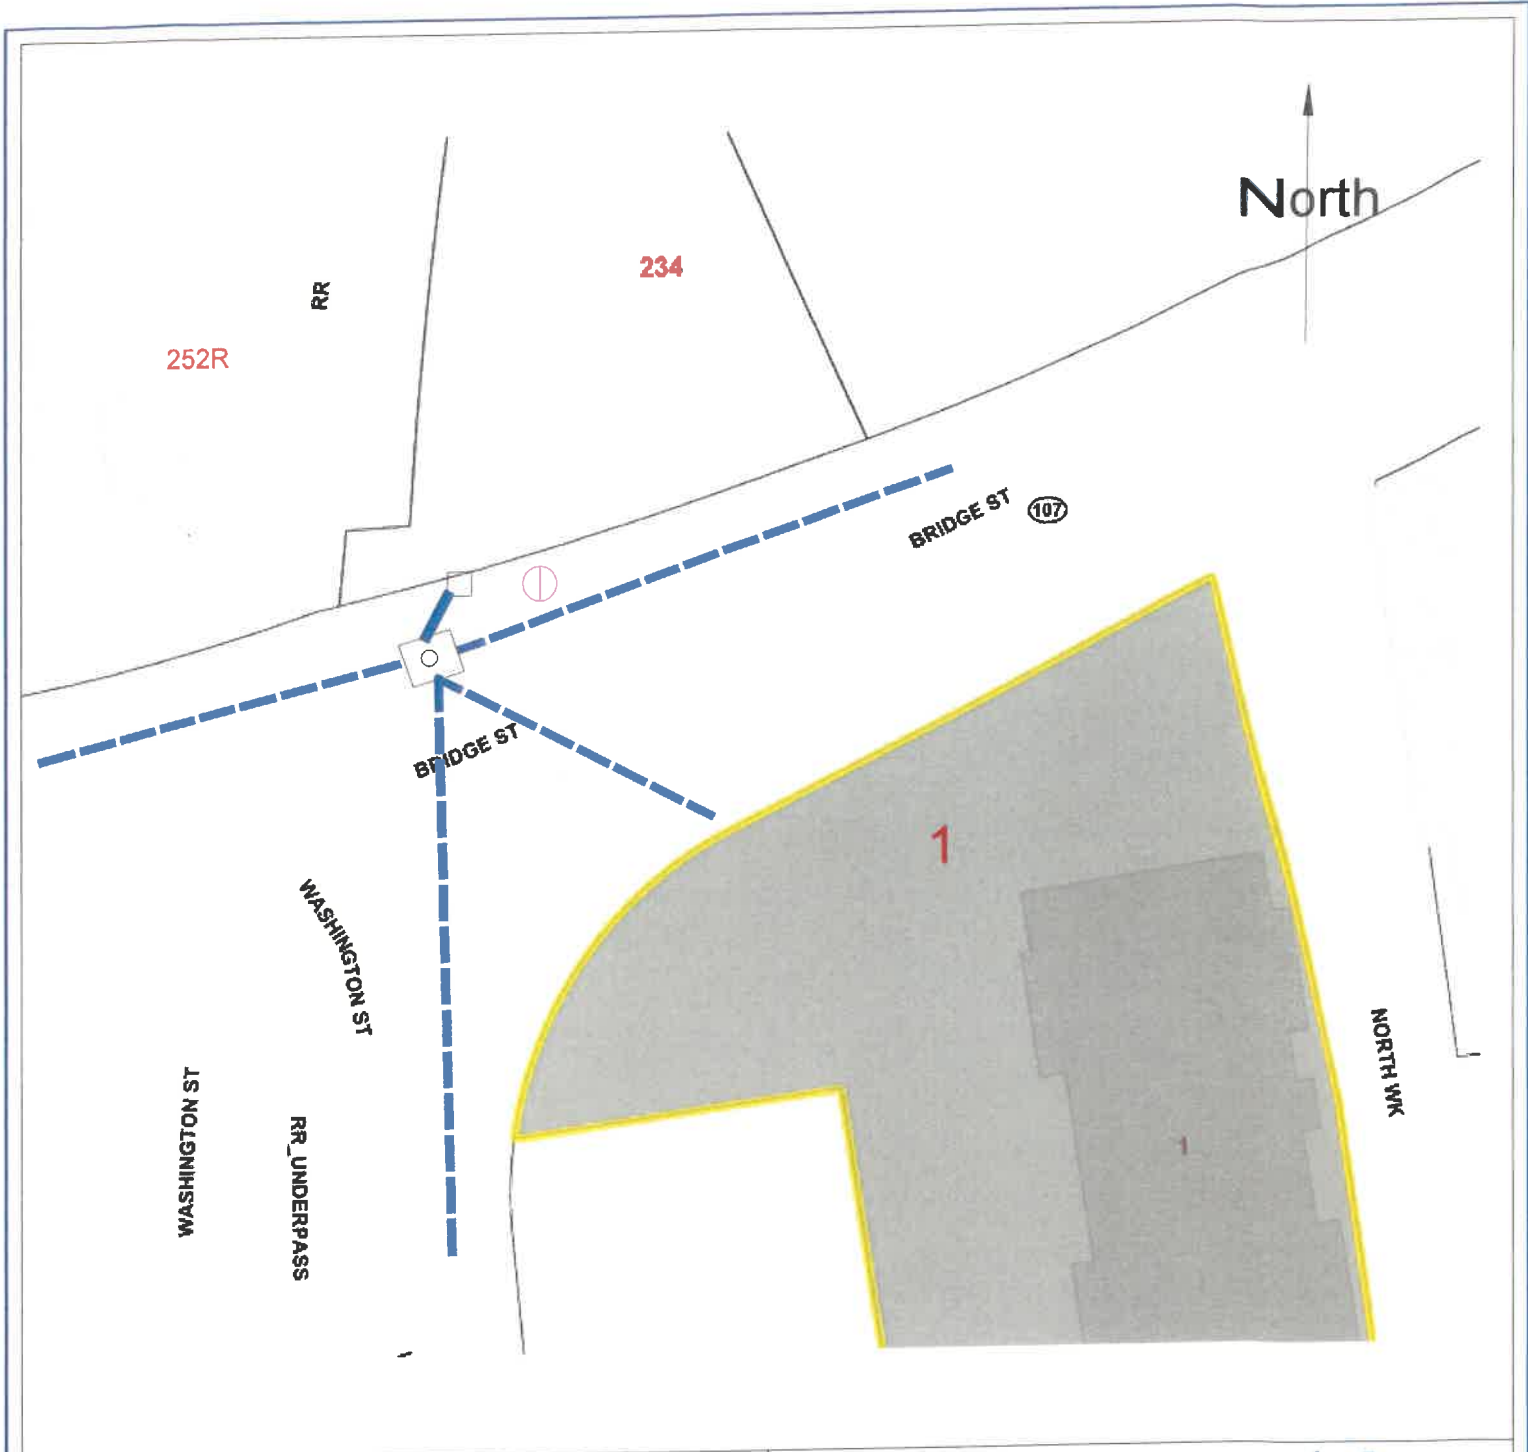 North
234
RR
252R
BRIDGE ST
107
BRIDGE ST
1
WASHINGTON ST
NORTH WK
WASHINGTON ST
RR_UNDERPASS
1